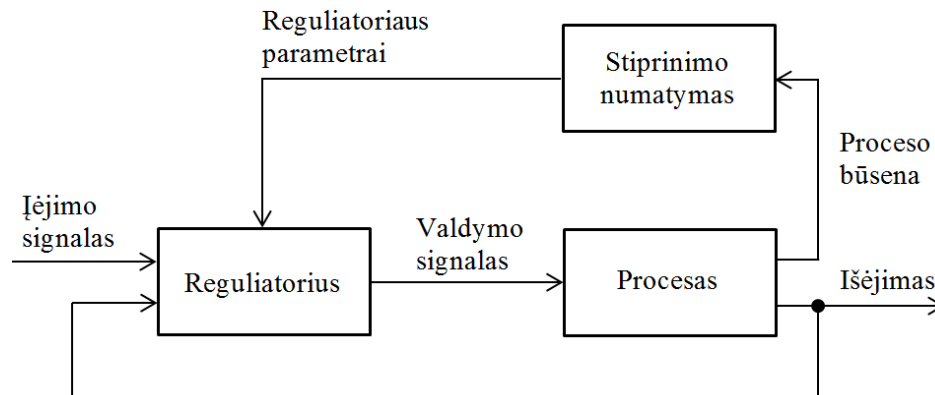 Reguliatoriaus
parametrai
Stiprinimo
numatymas
Proceso
būsena
Įėjimo
signalas
Reguliatorius
Valdymo
signalas
Procesas
Išėjimas